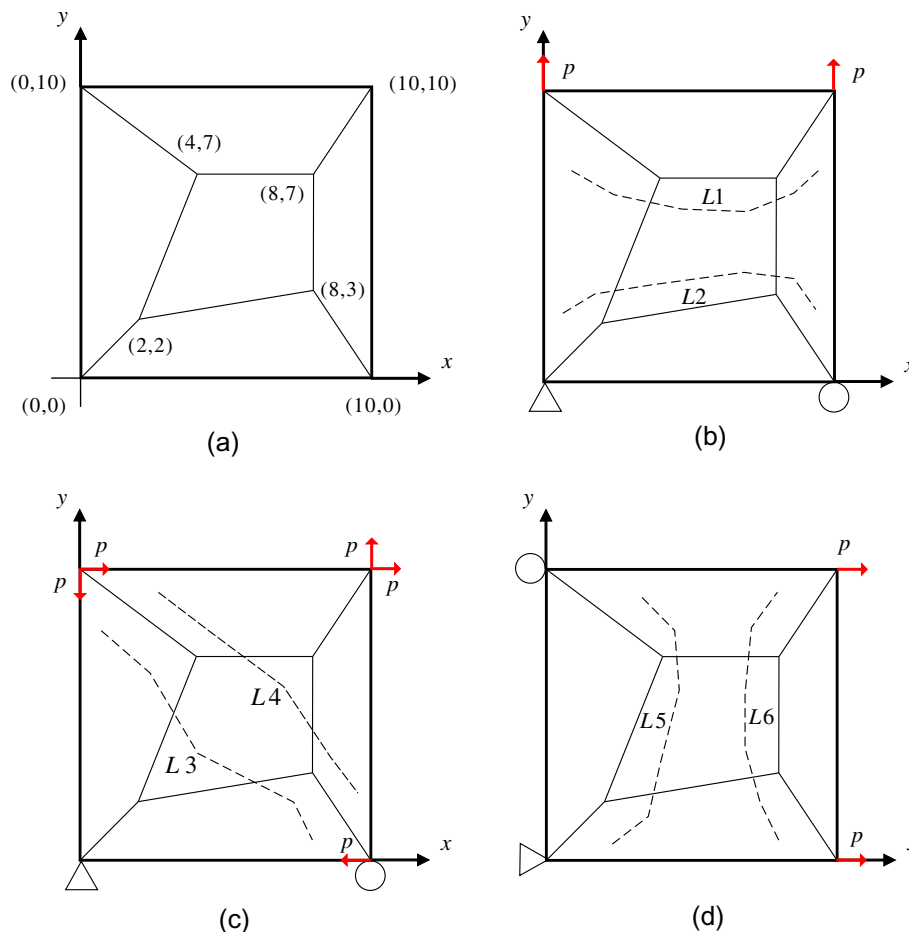 y
(0,10)
(10,10)
(4,7)
(8,7)
(8,3)
(2,2)
x
(0,0)
(10,0)
(a)
y
p
p
L1
L2
x
(b)
y
p
p
p
p
L4
L3
p
x
(c)
y
p
L5
L6
p
(d)